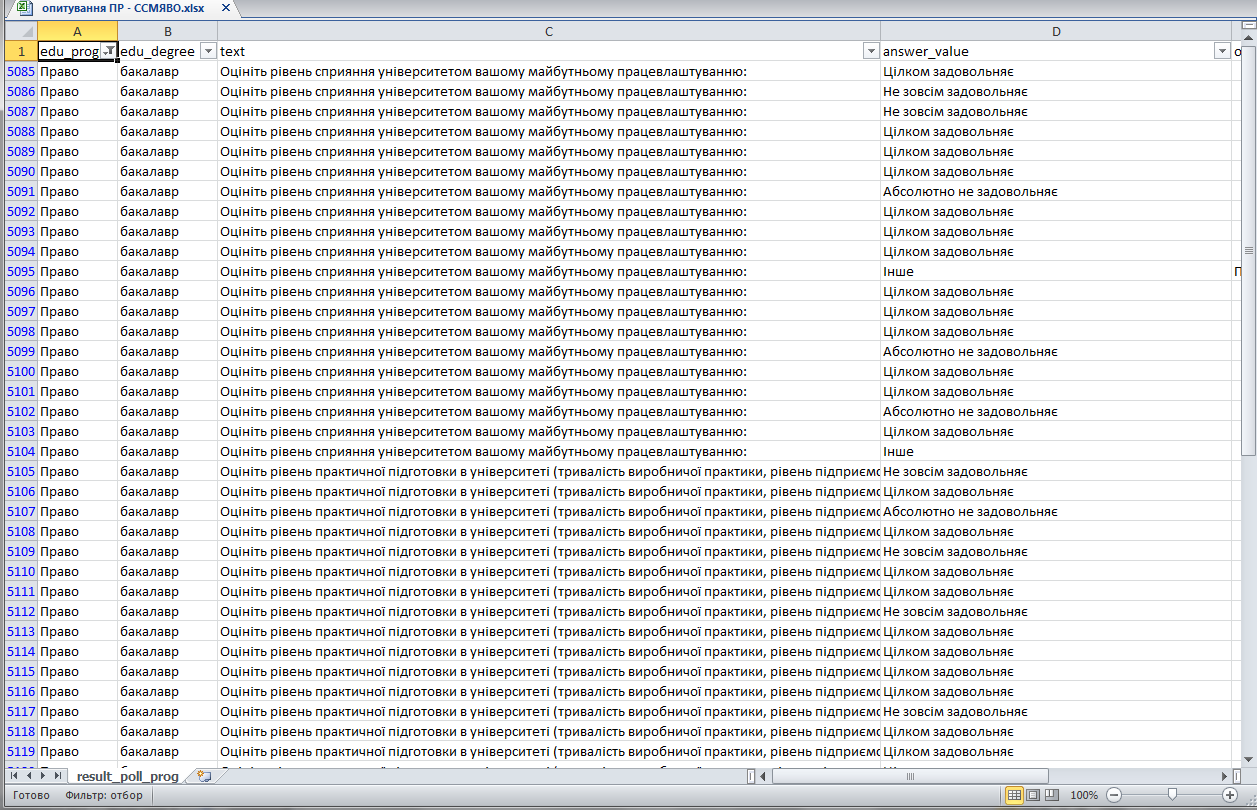 опитування ПР - ССМЯВО.xlsx
A B C D
1 edu_prog edu_degree text answer_value
5085 Право бакалавр Оцініть рівень сприяння університетом вашому майбутньому працевлаштуванню: Цілком задовольняє
5086 Право бакалавр Оцініть рівень сприяння університетом вашому майбутньому працевлаштуванню: Не зовсім задовольняє
5087 Право бакалавр Оцініть рівень сприяння університетом вашому майбутньому працевлаштуванню: Не зовсім задовольняє
5088 Право бакалавр Оцініть рівень сприяння університетом вашому майбутньому працевлаштуванню: Цілком задовольняє
5089 Право бакалавр Оцініть рівень сприяння університетом вашому майбутньому працевлаштуванню: Цілком задовольняє
5090 Право бакалавр Оцініть рівень сприяння університетом вашому майбутньому працевлаштуванню: Цілком задовольняє
5091 Право бакалавр Оцініть рівень сприяння університетом вашому майбутньому працевлаштуванню: Абсолютно не задовольняє
5092 Право бакалавр Оцініть рівень сприяння університетом вашому майбутньому працевлаштуванню: Цілком задовольняє
5093 Право бакалавр Оцініть рівень сприяння університетом вашому майбутньому працевлаштуванню: Цілком задовольняє
5094 Право бакалавр Оцініть рівень сприяння університетом вашому майбутньому працевлаштуванню: Цілком задовольняє
5095 Право бакалавр Оцініть рівень сприяння університетом вашому майбутньому працевлаштуванню: Інше
5096 Право бакалавр Оцініть рівень сприяння університетом вашому майбутньому працевлаштуванню: Цілком задовольняє
5097 Право бакалавр Оцініть рівень сприяння університетом вашому майбутньому працевлаштуванню: Цілком задовольняє
5098 Право бакалавр Оцініть рівень сприяння університетом вашому майбутньому працевлаштуванню: Цілком задовольняє
5099 Право бакалавр Оцініть рівень сприяння університетом вашому майбутньому працевлаштуванню: Абсолютно не задовольняє
5100 Право бакалавр Оцініть рівень сприяння університетом вашому майбутньому працевлаштуванню: Цілком задовольняє
5101 Право бакалавр Оцініть рівень сприяння університетом вашому майбутньому працевлаштуванню: Цілком задовольняє
5102 Право бакалавр Оцініть рівень сприяння університетом вашому майбутньому працевлаштуванню: Абсолютно не задовольняє
5103 Право бакалавр Оцініть рівень сприяння університетом вашому майбутньому працевлаштуванню: Цілком задовольняє
5104 Право бакалавр Оцініть рівень сприяння університетом вашому майбутньому працевлаштуванню: Інше
5105 Право бакалавр Оцініть рівень практичної підготовки в університеті (тривалість виробничої практики, рівень підприємс Не зовсім задовольняє
5106 Право бакалавр Оцініть рівень практичної підготовки в університеті (тривалість виробничої практики, рівень підприємс Цілком задовольняє
5107 Право бакалавр Оцініть рівень практичної підготовки в університеті (тривалість виробничої практики, рівень підприємс Абсолютно не задовольняє
5108 Право бакалавр Оцініть рівень практичної підготовки в університеті (тривалість виробничої практики, рівень підприємс Цілком задовольняє
5109 Право бакалавр Оцініть рівень практичної підготовки в університеті (тривалість виробничої практики, рівень підприємс Не зовсім задовольняє
5110 Право бакалавр Оцініть рівень практичної підготовки в університеті (тривалість виробничої практики, рівень підприємс Цілком задовольняє
5111 Право бакалавр Оцініть рівень практичної підготовки в університеті (тривалість виробничої практики, рівень підприємс Цілком задовольняє
5112 Право бакалавр Оцініть рівень практичної підготовки в університеті (тривалість виробничої практики, рівень підприємс Не зовсім задовольняє
5113 Право бакалавр Оцініть рівень практичної підготовки в університеті (тривалість виробничої практики, рівень підприємс Цілком задовольняє
5114 Право бакалавр Оцініть рівень практичної підготовки в університеті (тривалість виробничої практики, рівень підприємс Цілком задовольняє
5115 Право бакалавр Оцініть рівень практичної підготовки в університеті (тривалість виробничої практики, рівень підприємс Цілком задовольняє
5116 Право бакалавр Оцініть рівень практичної підготовки в університеті (тривалість виробничої практики, рівень підприємс Цілком задовольняє
5117 Право бакалавр Оцініть рівень практичної підготовки в університеті (тривалість виробничої практики, рівень підприємс Не зовсім задовольняє
5118 Право бакалавр Оцініть рівень практичної підготовки в університеті (тривалість виробничої практики, рівень підприємс Цілком задовольняє
5119 Право бакалавр Оцініть рівень практичної підготовки в університеті (тривалість виробничої практики, рівень підприємс Цілком задовольняє
result_poll_prog
Готово Фильтр: отбор 100%